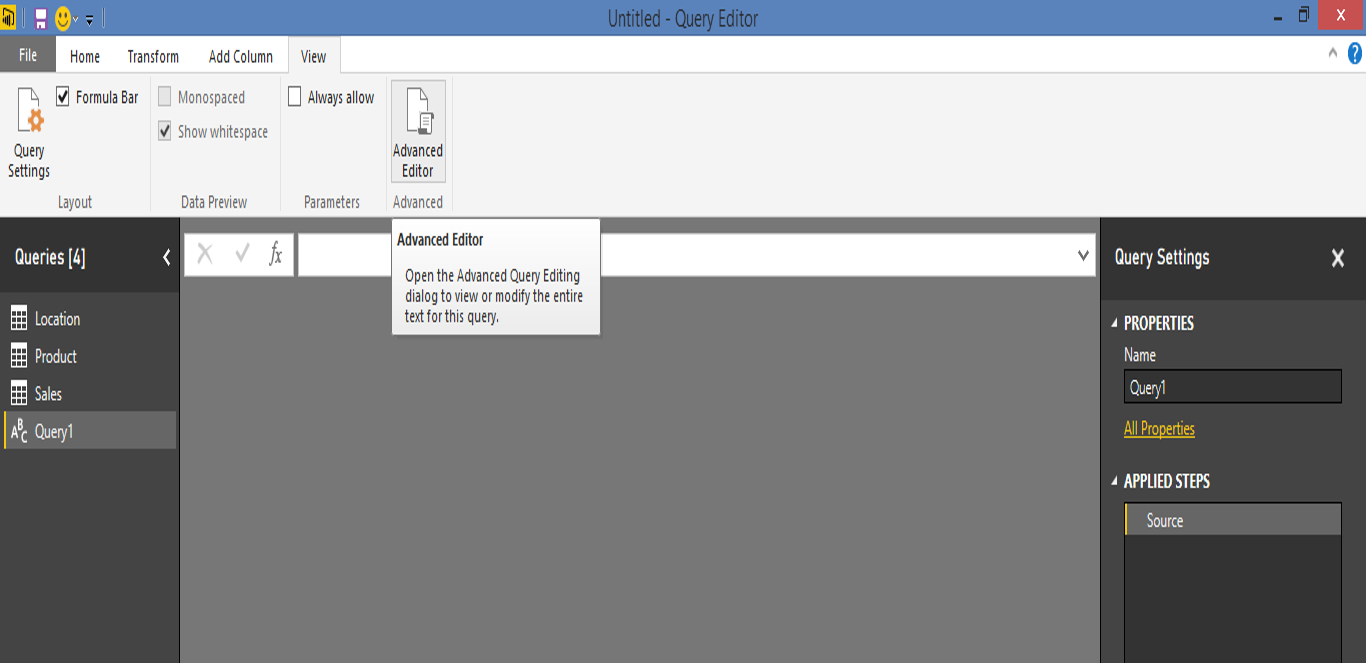 Untitled - Query Editor
File Home Transform Add Column View
?
Query
Settings
Formula Bar
Layout
Monospaced
Show whitespace
Data Preview
Always allow
Parameters
Advanced
Editor
Advanced
Queries [4]
Location
Product
Sales
ABC Query1
fx
Advanced Editor
Open the Advanced Query Editing
dialog to view or modify the entire
text for this query.
Query Settings
PROPERTIES
Name
Query1
All Properties
APPLIED STEPS
Source